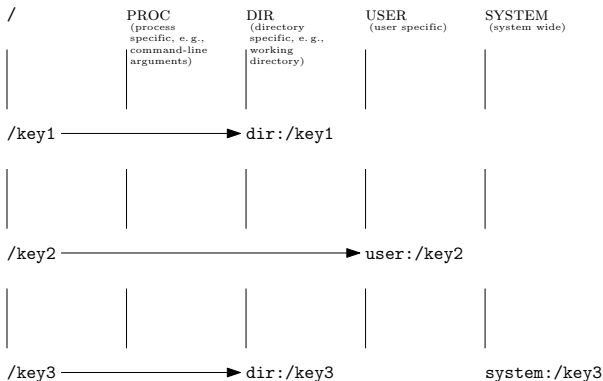 / PROC DIR USER SYSTEM
(process (directory (user specific) (system wide)
specific, e. g., specific, e. g.,
command-line working
arguments) directory)
/key1 dir:/key1
/key2 user:/key2
/key3 dir:/key3 system:/key3